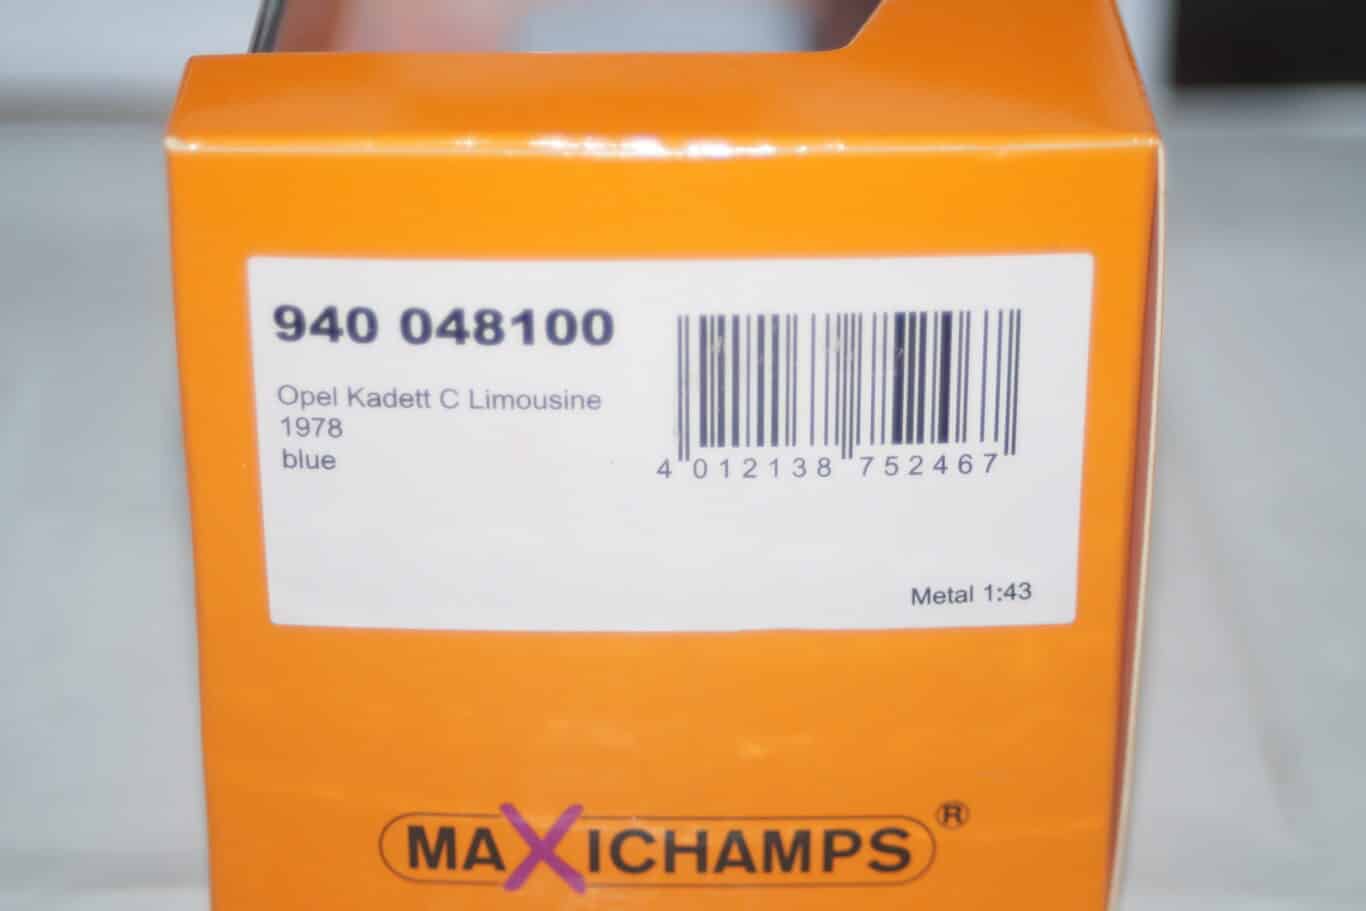 940 048100
Opel Kadett C Limousine
1978
blue
4 012138 752467
Metal 1:43
MAXICHAMPS®